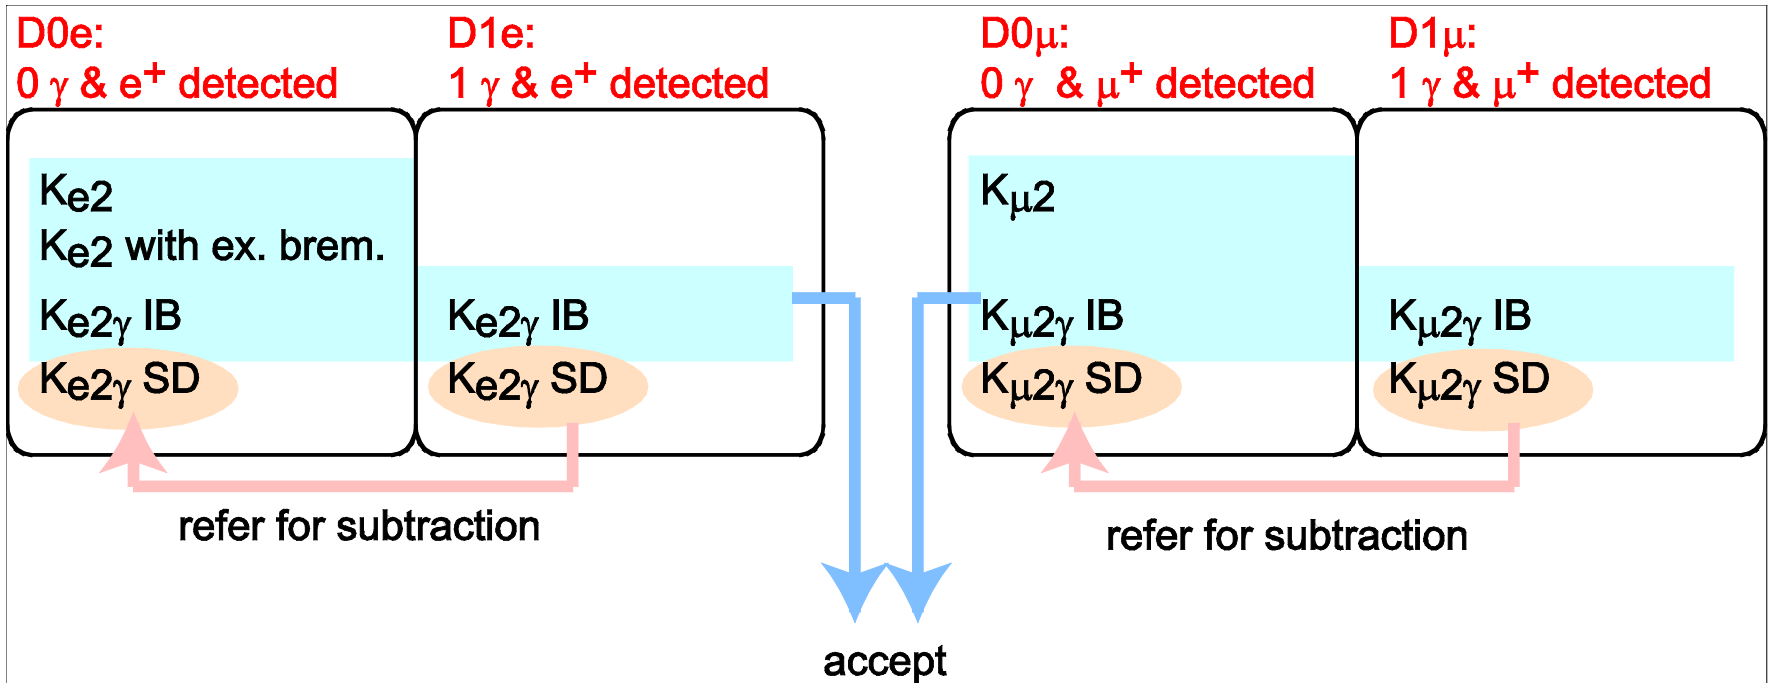 D0e:
0 γ & e⁺ detected
D1e:
1 γ & e⁺ detected
D0μ:
0 γ & μ⁺ detected
D1μ:
1 γ & μ⁺ detected
Ke2
Ke2 with ex. brem.
Ke2γ IB
Ke2γ SD
Ke2γ IB
Ke2γ SD
Kμ2
Kμ2γ IB
Kμ2γ SD
Kμ2γ IB
Kμ2γ SD
refer for subtraction
refer for subtraction
accept